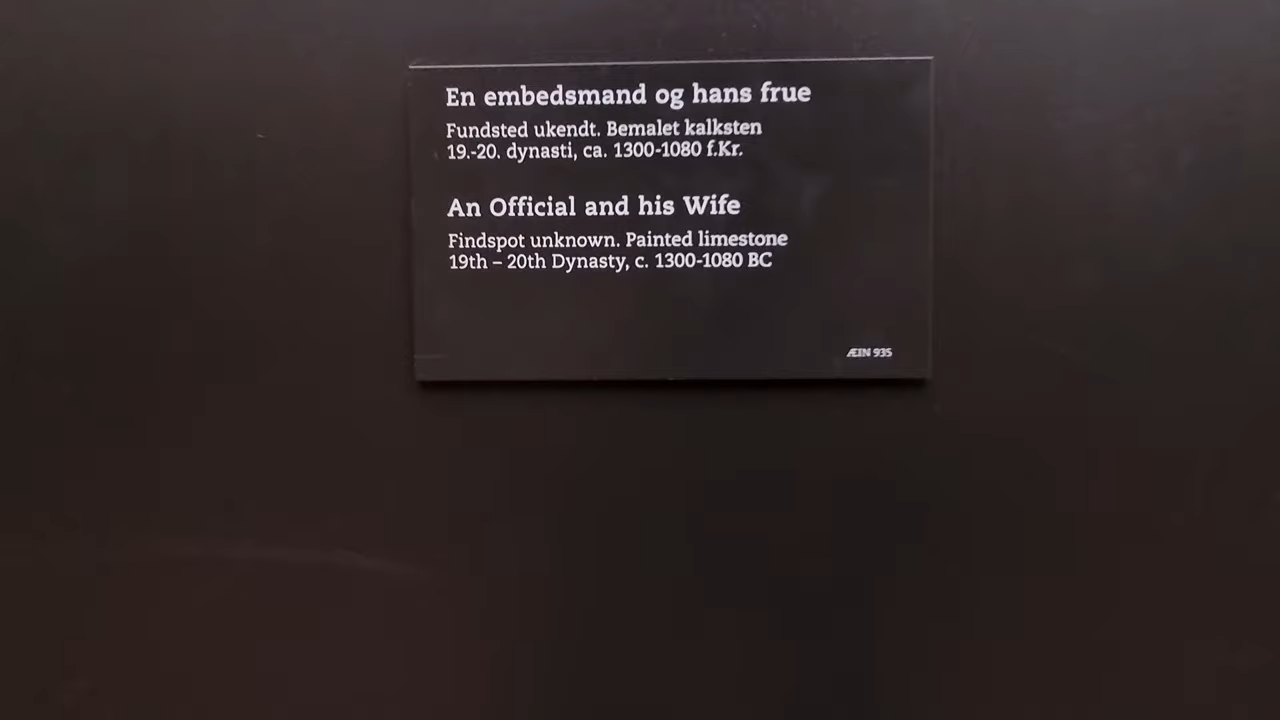 En embedsmand og hans frue
Fundsted ukendt. Bemalet kalksten
19.-20. dynasti, ca. 1300-1080 f.Kr.
An Official and his Wife
Findspot unknown. Painted limestone
19th – 20th Dynasty, c. 1300-1080 BC
ÆIN 935